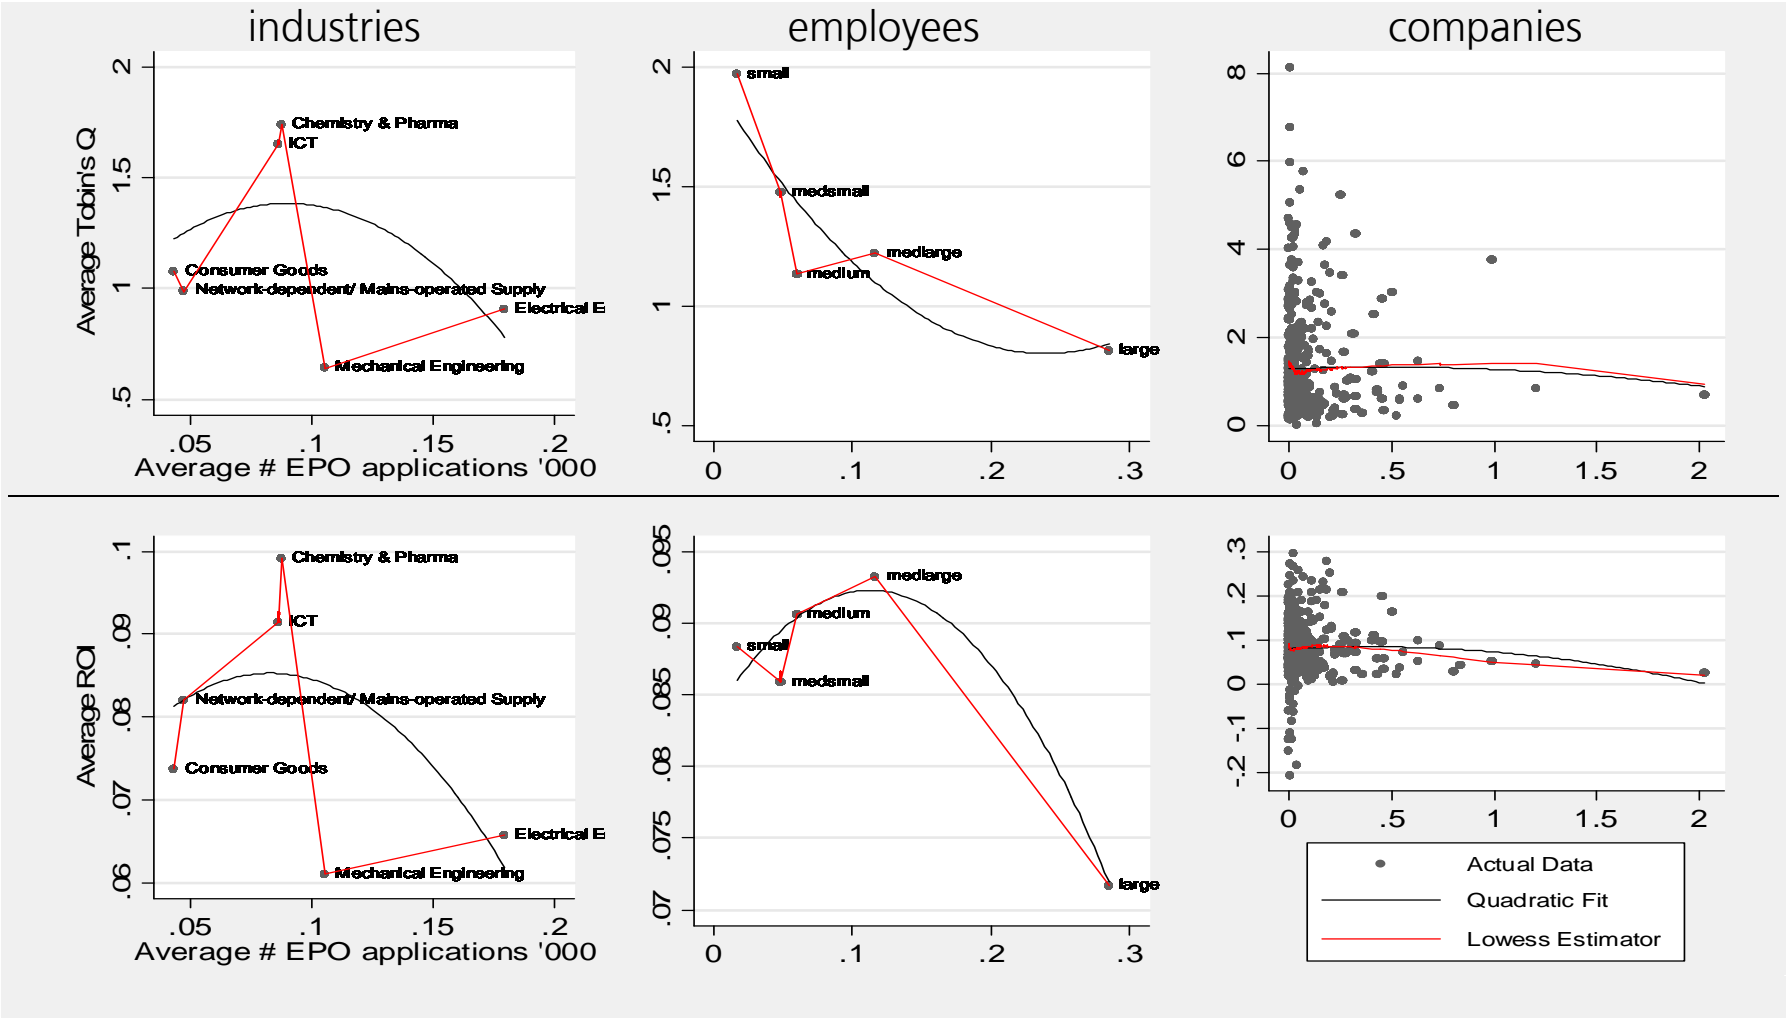 industries
employees
companies
Average Tobin's Q
2
1.5
1
.5
Chemistry & Pharma
ICT
Consumer Goods
Network-dependent/ Mains-operated Supply
Electrical E
Mechanical Engineering
.05 .1 .15 .2
Average # EPO applications '000
2
1.5
1
.5
small
medsmall
medlarge
medium
large
0 .1 .2 .3
8
6
4
2
0
0 .5 1 1.5 2
Average ROI
.1
.09
.08
.07
.06
Chemistry & Pharma
ICT
Network-dependent/ Mains-operated Supply
Consumer Goods
Electrical E
Mechanical Engineering
.05 .1 .15 .2
Average # EPO applications '000
.095
.09
.085
.08
.075
.07
medlarge
medium
small
medsmall
large
0 .1 .2 .3
.3
.2
.1
0
-.1
-.2
0 .5 1 1.5 2
Actual Data
Quadratic Fit
Lowess Estimator